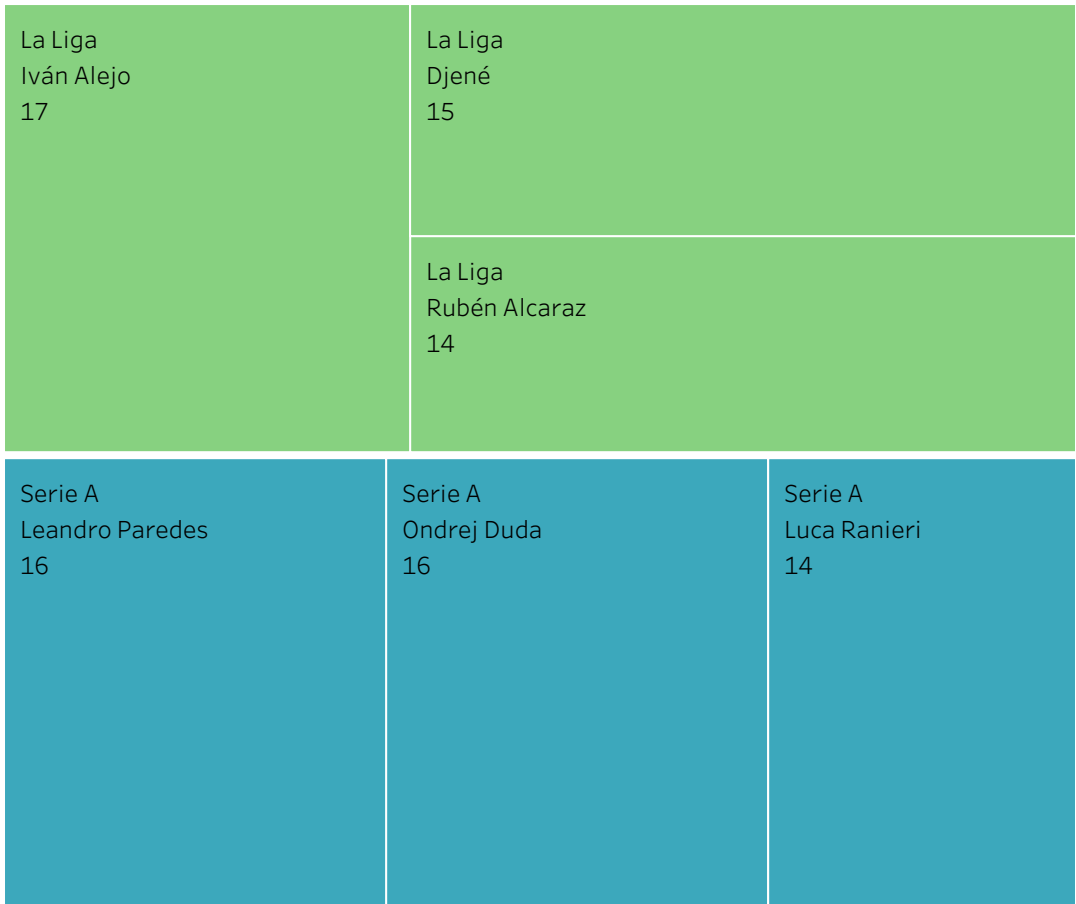 La Liga
Iván Alejo
17
La Liga
Djené
15
La Liga
Rubén Alcaraz
14
Serie A
Leandro Paredes
16
Serie A
Ondrej Duda
16
Serie A
Luca Ranieri
14